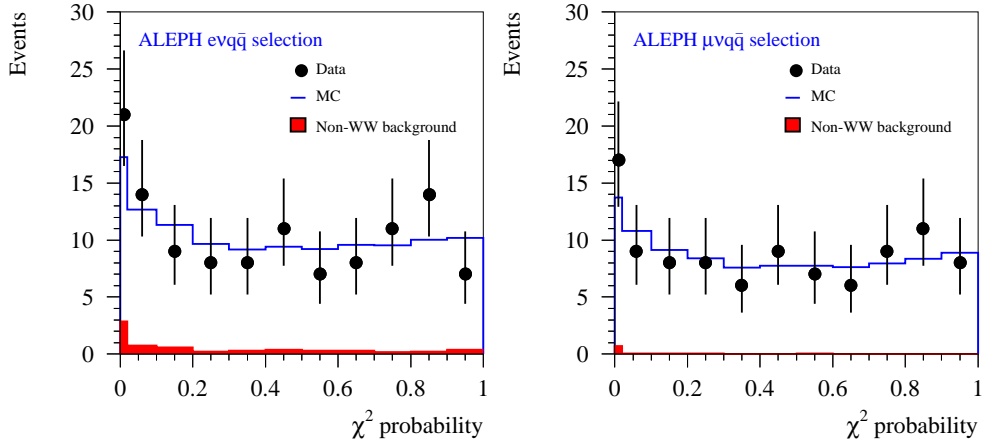 Events
30
25
20
15
10
5
0
ALEPH eνqq̄ selection
Data
MC
Non-WW background
0 0.2 0.4 0.6 0.8 1
χ² probability
Events
30
25
20
15
10
5
0
ALEPH μνqq̄ selection
Data
MC
Non-WW background
0 0.2 0.4 0.6 0.8 1
χ² probability